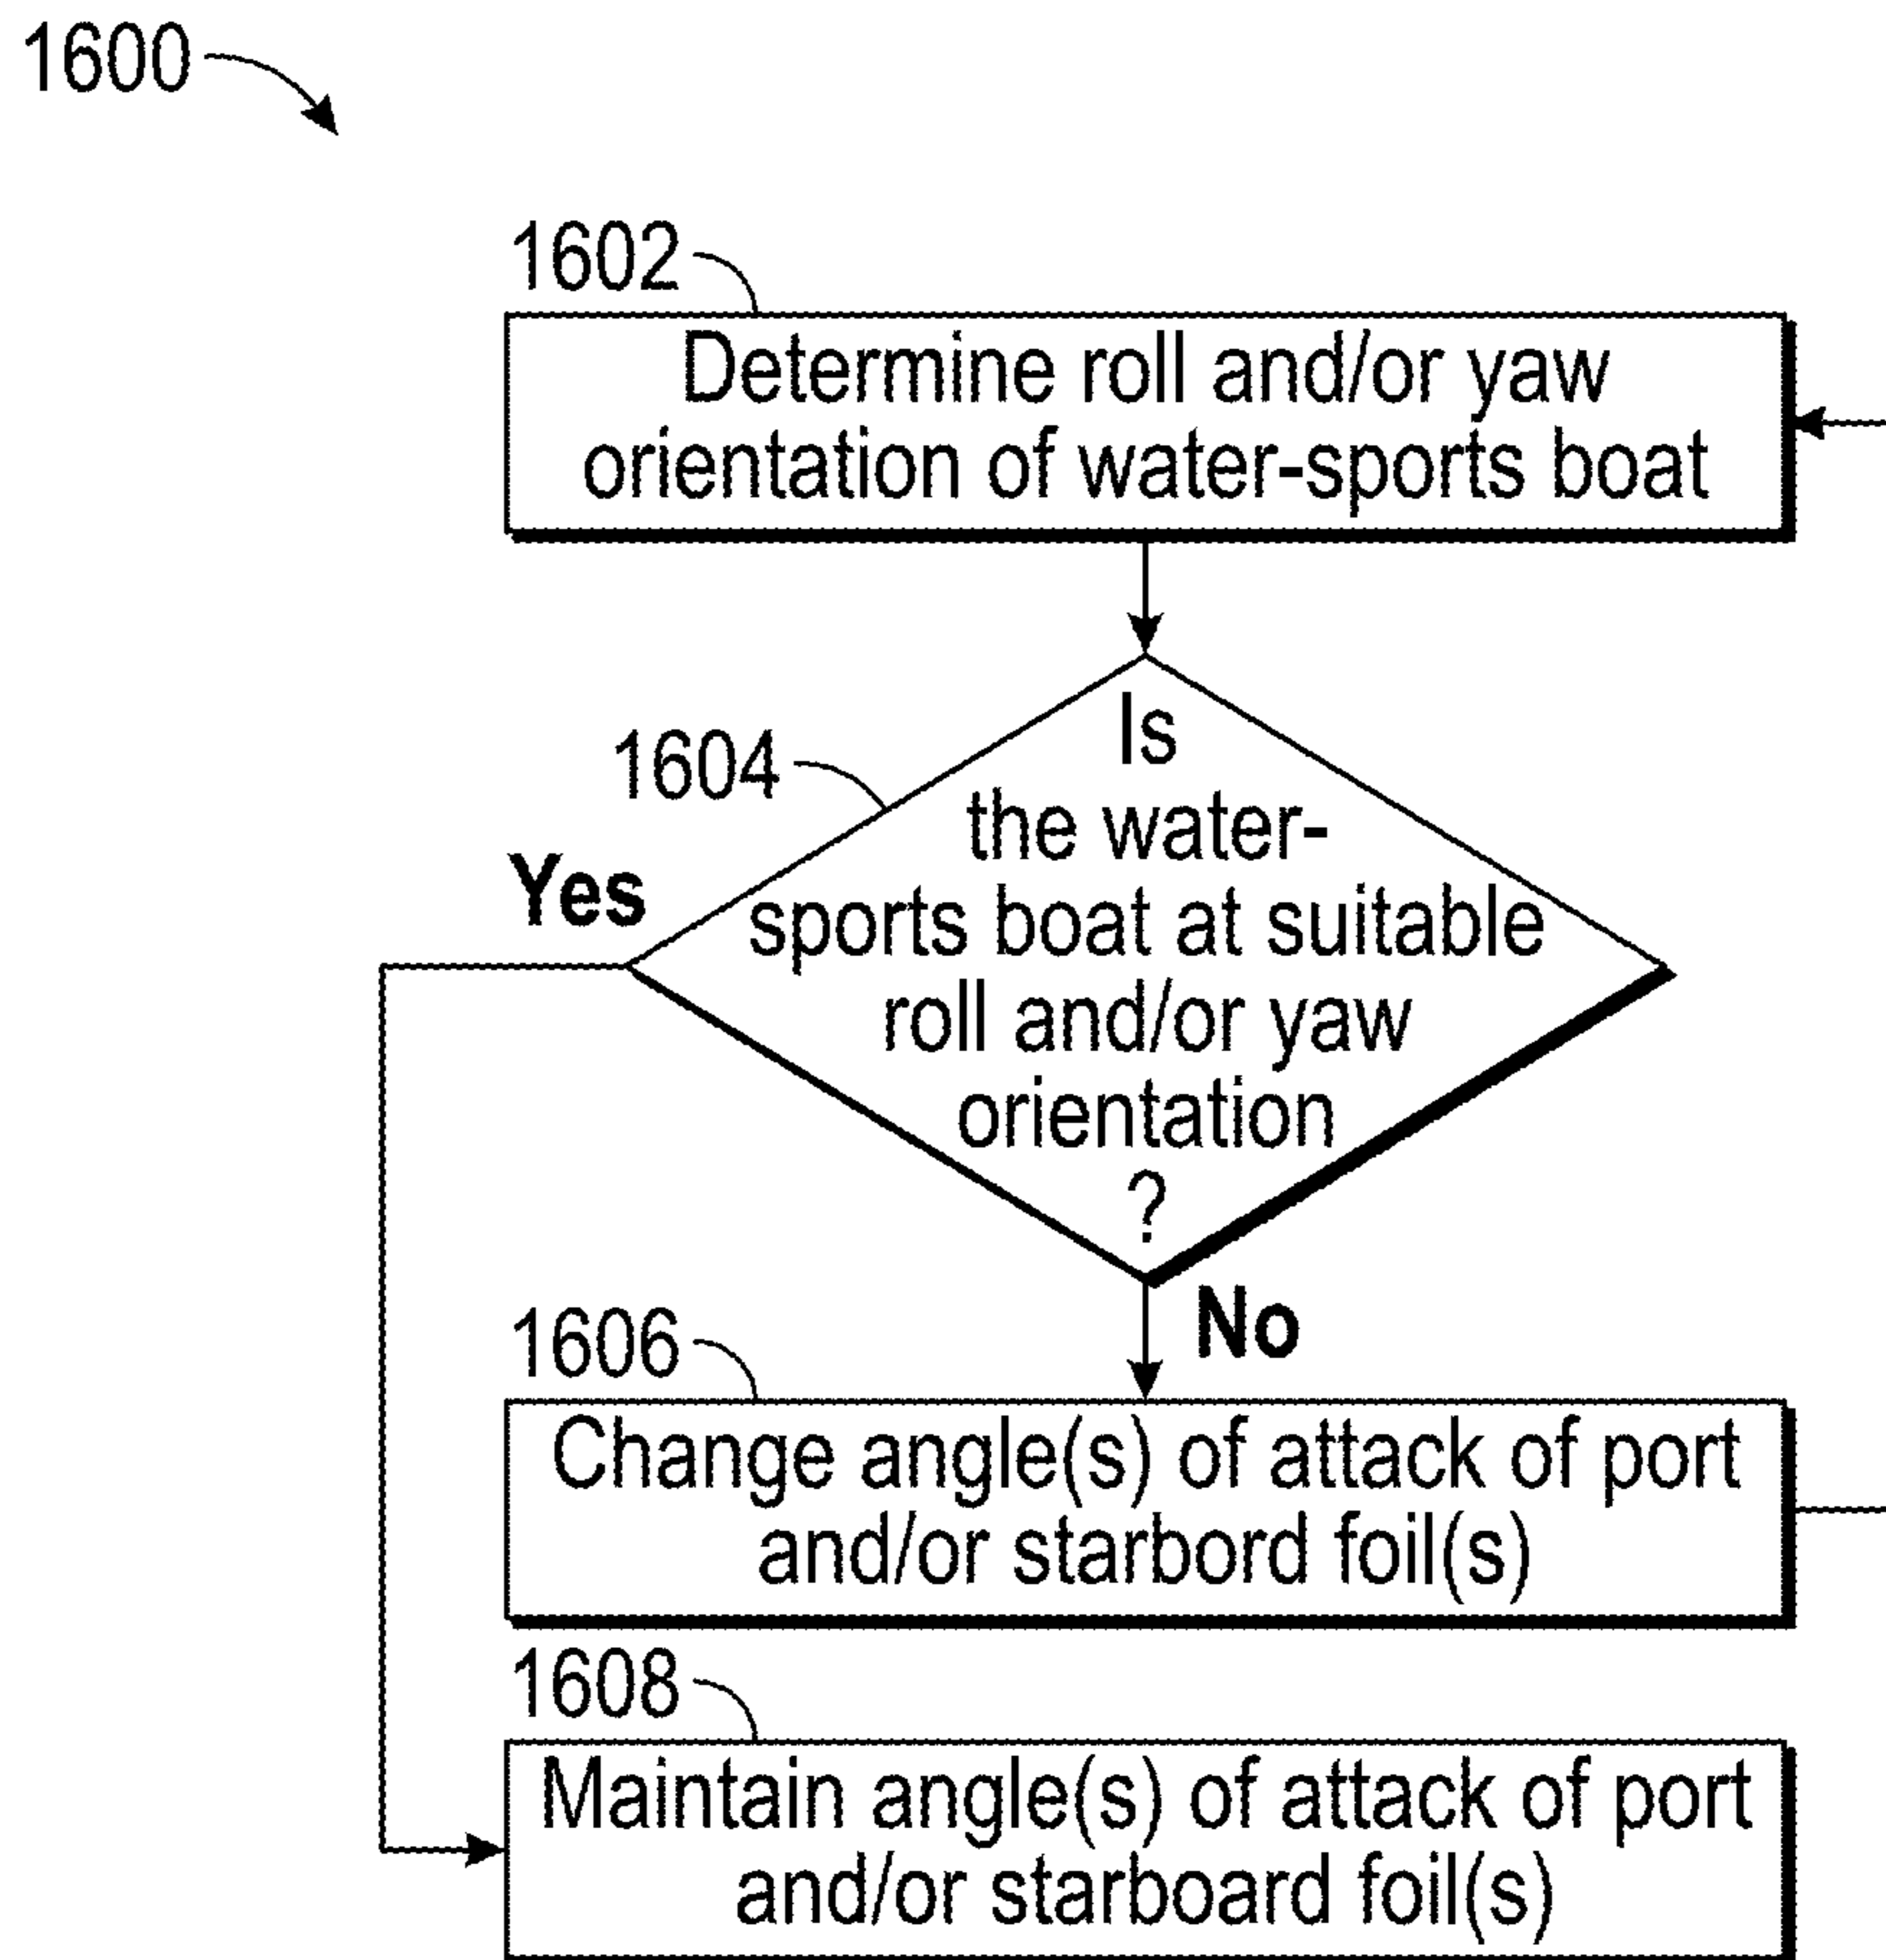 1600
1602
Determine roll and/or yaw
orientation of water-sports boat
1604
Is
the water-
sports boat at suitable
roll and/or yaw
orientation
?
Yes
No
1606
Change angle(s) of attack of port
and/or starbord foil(s)
1608
Maintain angle(s) of attack of port
and/or starboard foil(s)